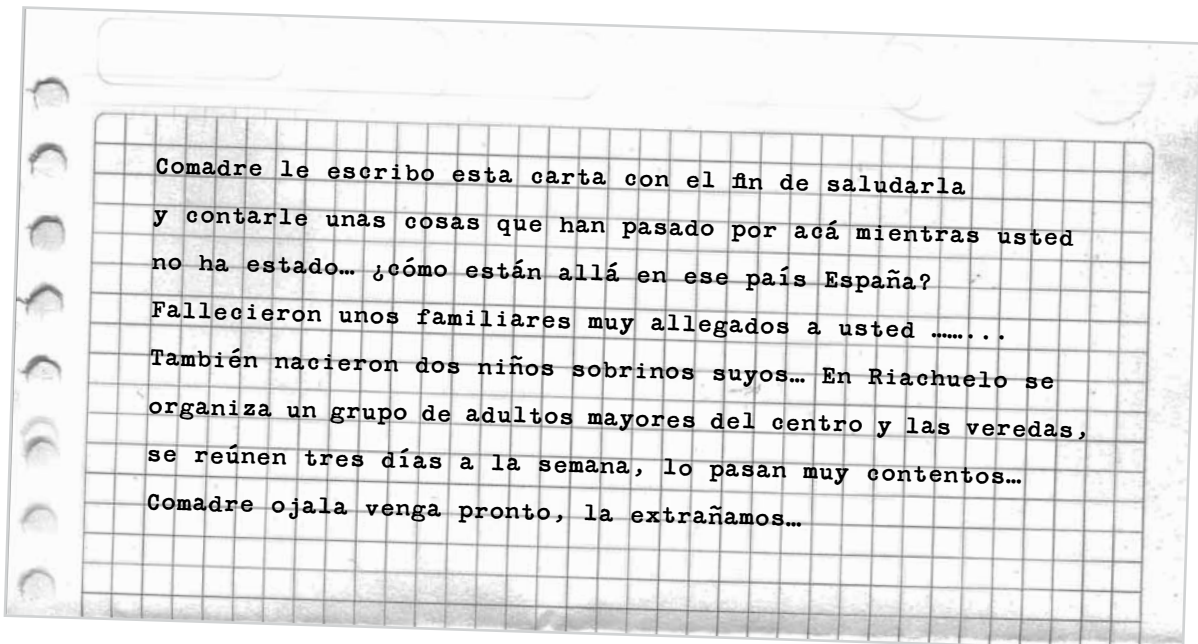 Comadre le escribo esta carta con el fin de saludarla
y contarle unas cosas que han pasado por acá mientras usted
no ha estado… ¿cómo están allá en ese país España?
Fallecieron unos familiares muy allegados a usted ……...
También nacieron dos niños sobrinos suyos… En Riachuelo se
organiza un grupo de adultos mayores del centro y las veredas,
se reúnen tres días a la semana, lo pasan muy contentos…
Comadre ojala venga pronto, la extrañamos…